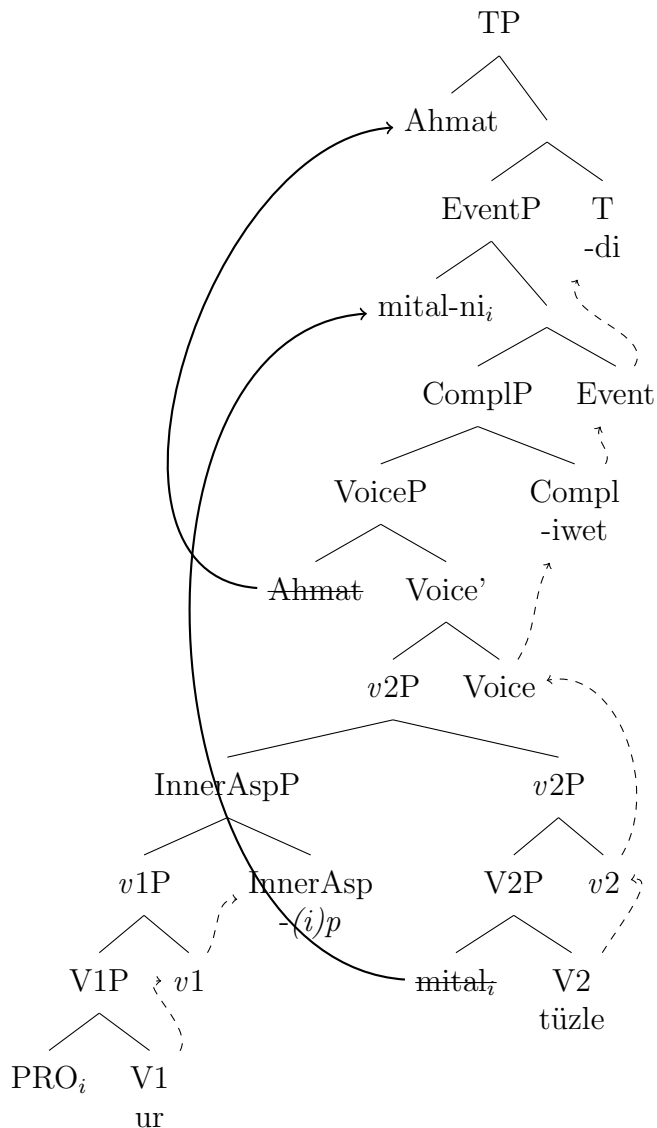 TP
Ahmat
EventP T
-di
mital-niᵢ
ComplP Event
VoiceP Compl
-iwet
Ahmat Voice'
v2P Voice
InnerAspP v2P
v1P InnerAsp V2P v2
-(i)p
V1P v1 mitalᵢ V2
tüzle
PROᵢ V1
ur